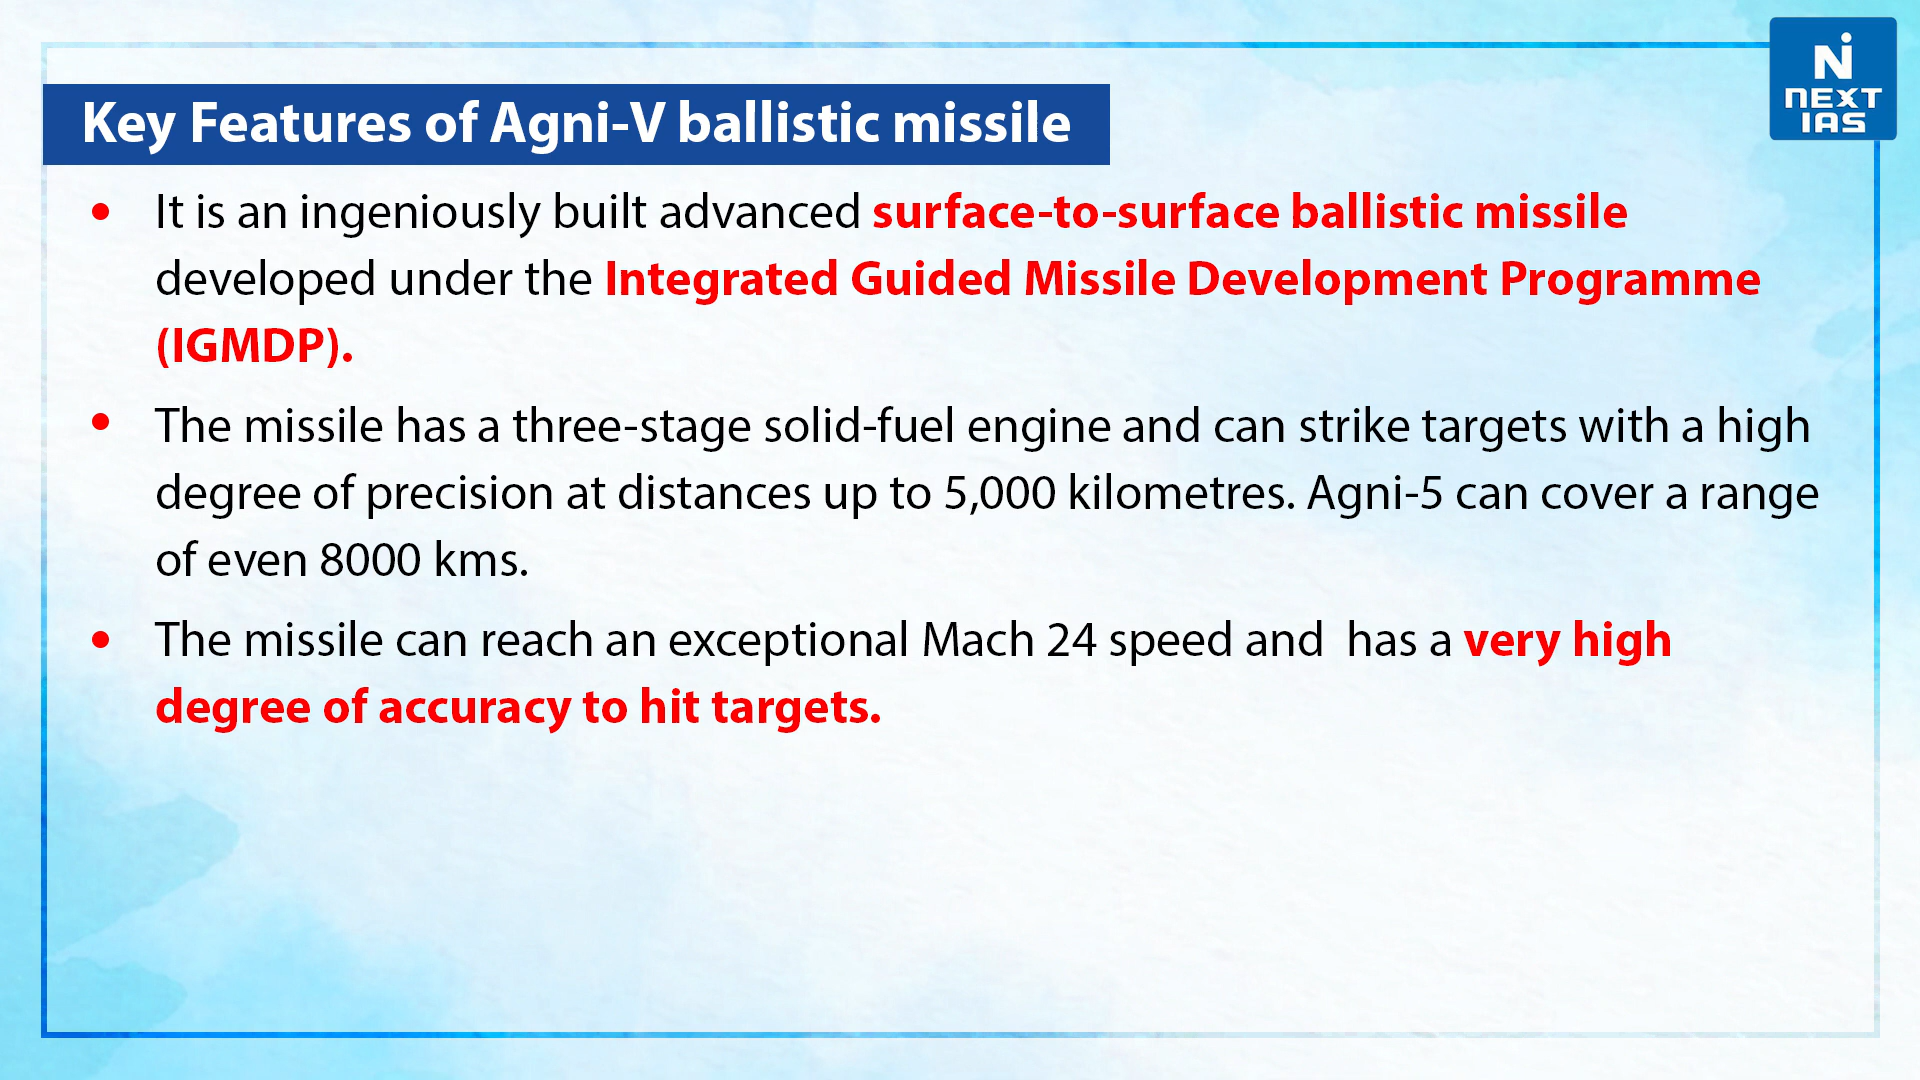 Key Features of Agni-V ballistic missile
NEXT
IAS
• It is an ingeniously built advanced surface-to-surface ballistic missile
developed under the Integrated Guided Missile Development Programme
(IGMDP).
• The missile has a three-stage solid-fuel engine and can strike targets with a high
degree of precision at distances up to 5,000 kilometres. Agni-5 can cover a range
of even 8000 kms.
• The missile can reach an exceptional Mach 24 speed and  has a very high
degree of accuracy to hit targets.